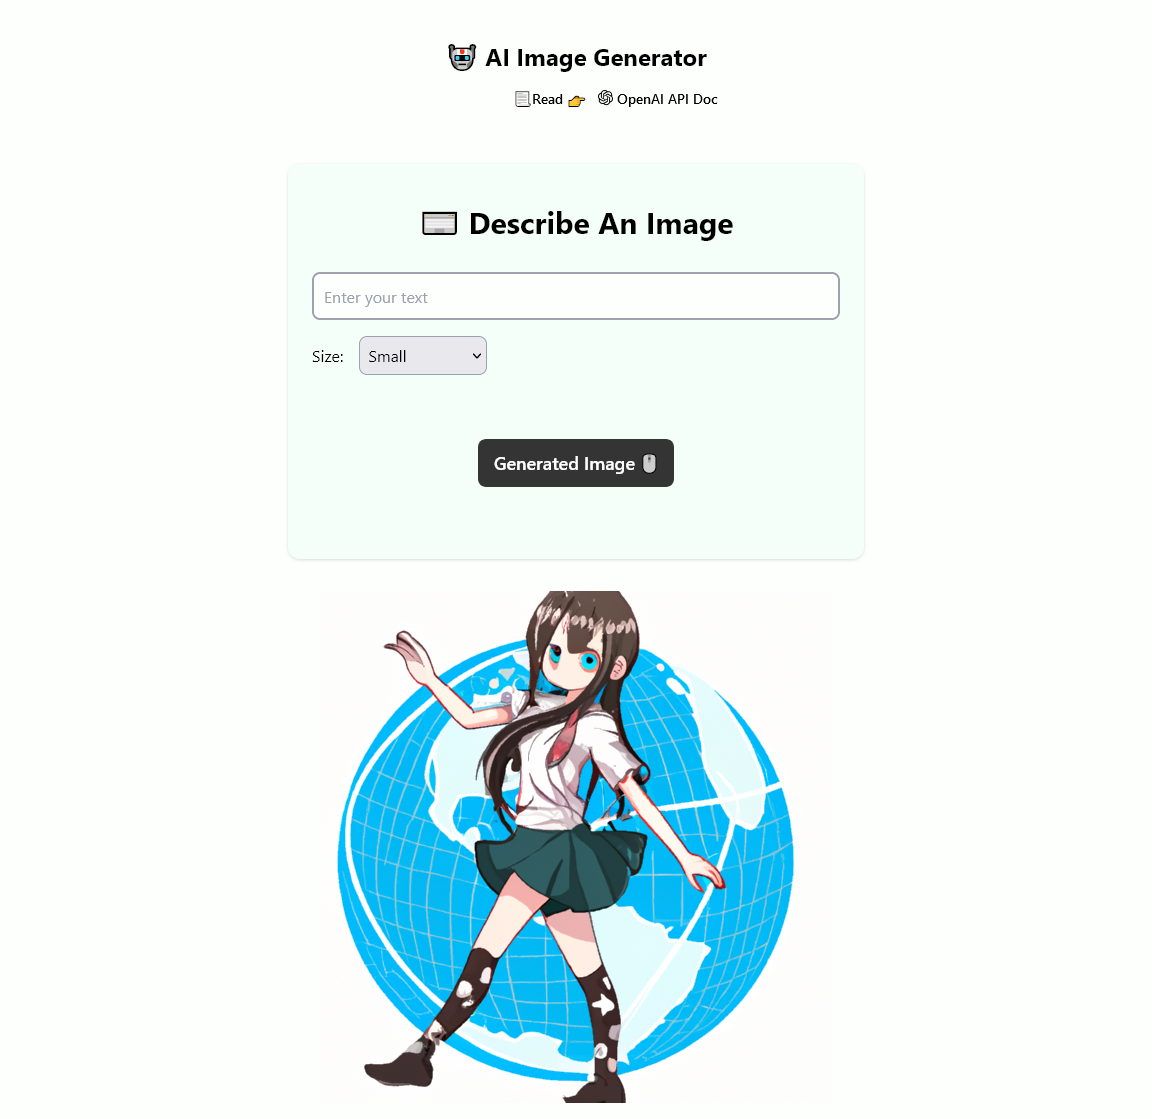 AI Image Generator
Read OpenAI API Doc
Describe An Image
Enter your text
Size: Small
Generated Image